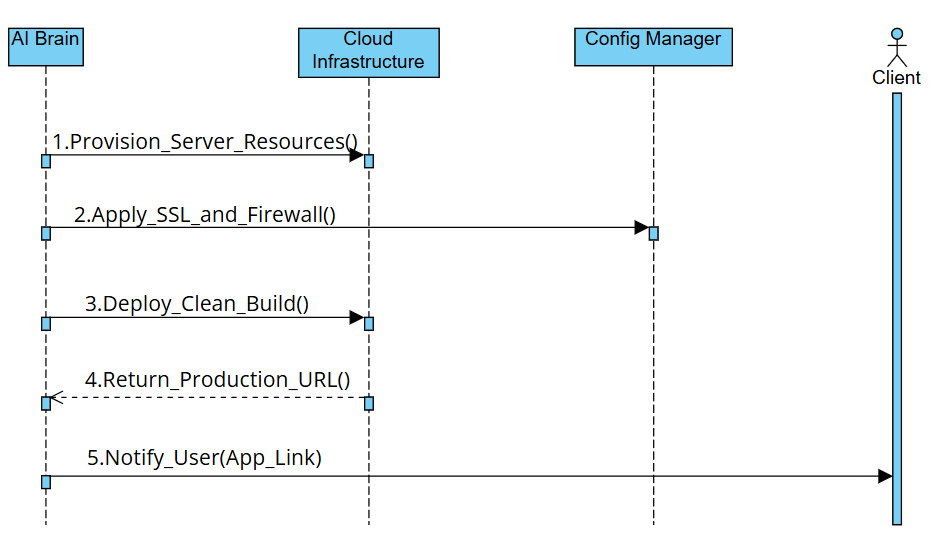 AI Brain
Cloud
Infrastructure
Config Manager
Client
1.Provision_Server_Resources()
2.Apply_SSL_and_Firewall()
3.Deploy_Clean_Build()
4.Return_Production_URL()
5.Notify_User(App_Link)